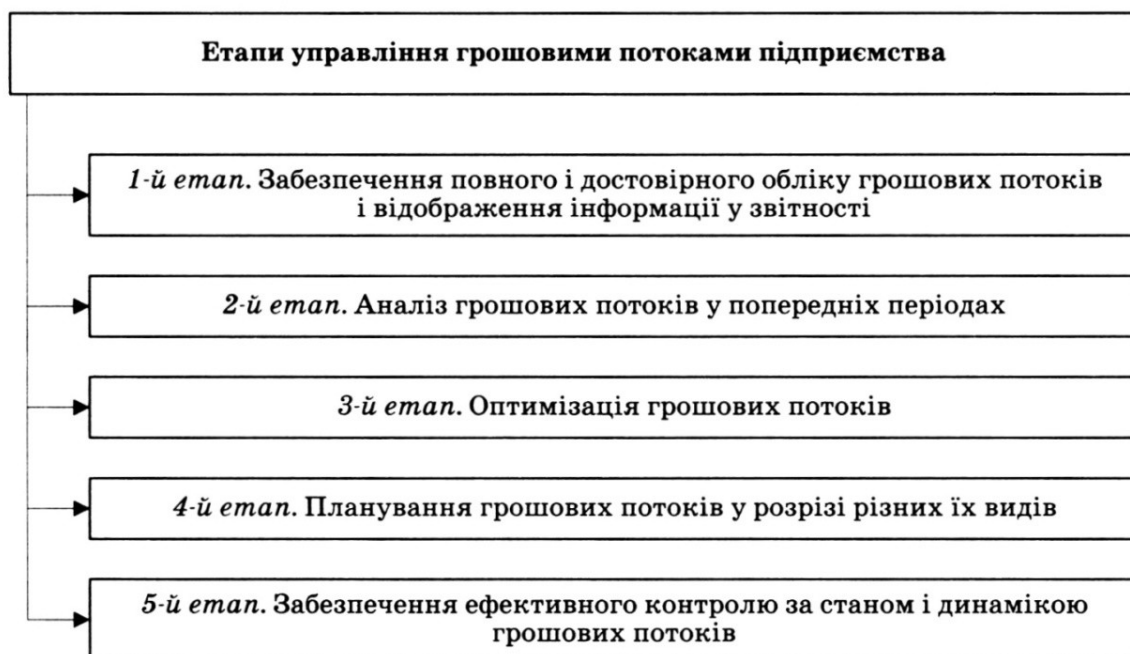 Етапи управління грошовими потоками підприємства
1-й етап. Забезпечення повного і достовірного обліку грошових потоків
і відображення інформації у звітності
2-й етап. Аналіз грошових потоків у попередніх періодах
3-й етап. Оптимізація грошових потоків
4-й етап. Планування грошових потоків у розрізі різних їх видів
5-й етап. Забезпечення ефективного контролю за станом і динамікою
грошових потоків